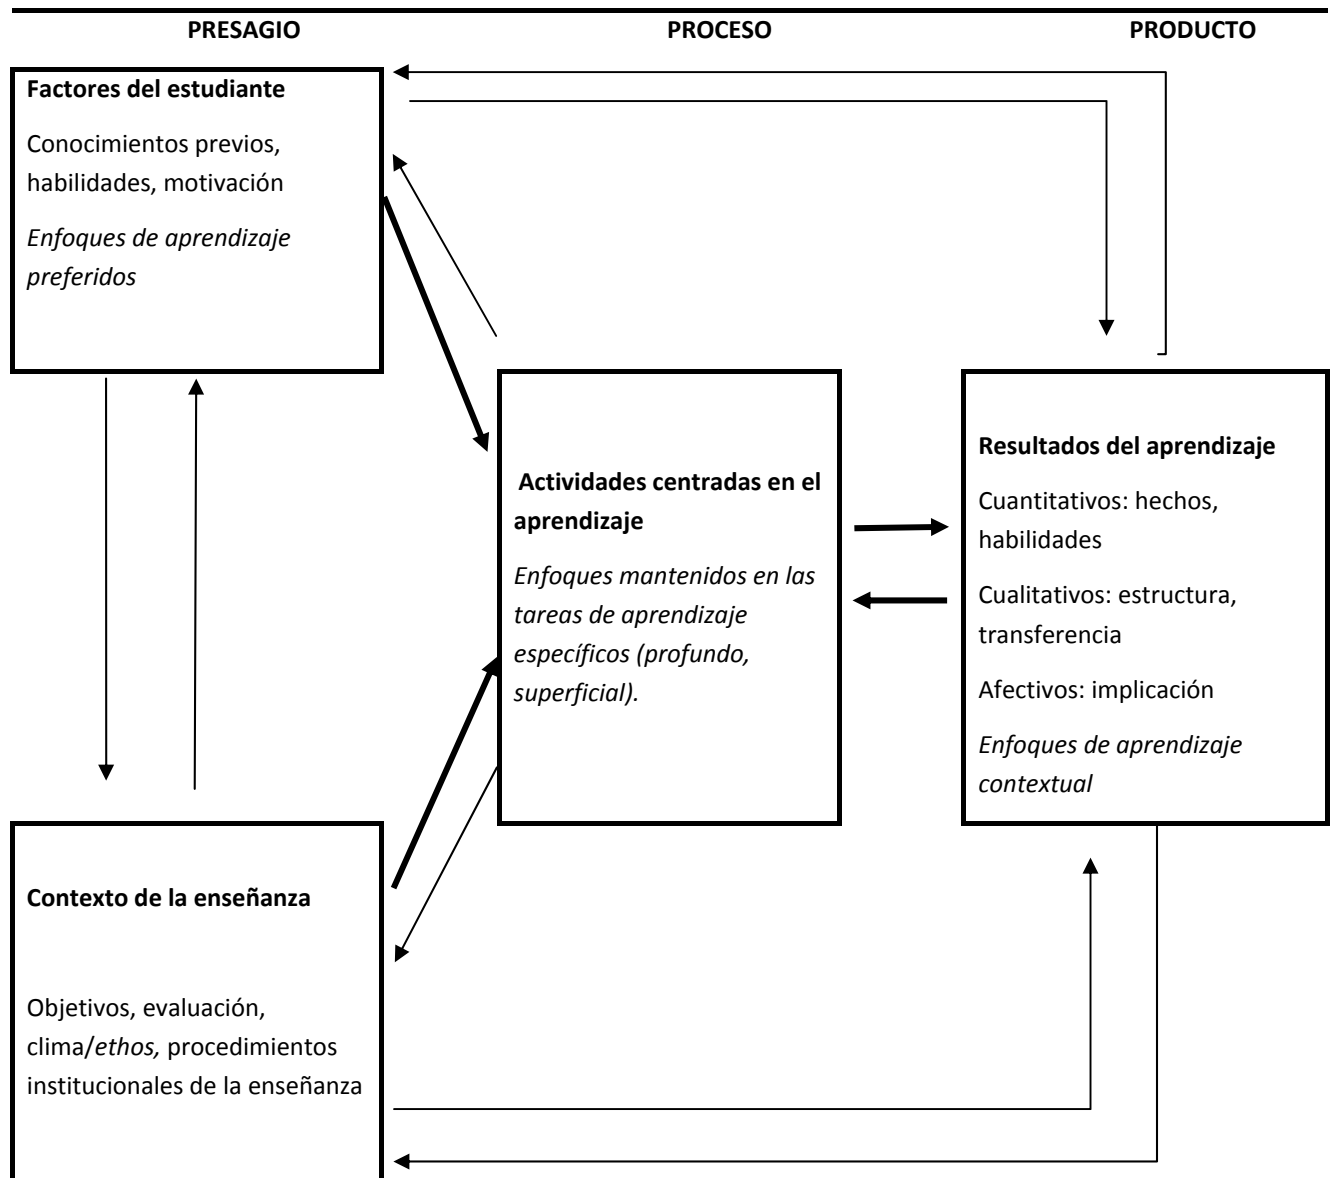 PRESAGIO
PROCESO
PRODUCTO
Factores del estudiante
Conocimientos previos,
habilidades, motivación
Enfoques de aprendizaje
preferidos
Actividades centradas en el
aprendizaje
Enfoques mantenidos en las
tareas de aprendizaje
específicos (profundo,
superficial).
Resultados del aprendizaje
Cuantitativos: hechos,
habilidades
Cualitativos: estructura,
transferencia
Afectivos: implicación
Enfoques de aprendizaje
contextual
Contexto de la enseñanza
Objetivos, evaluación,
clima/ethos, procedimientos
institucionales de la enseñanza